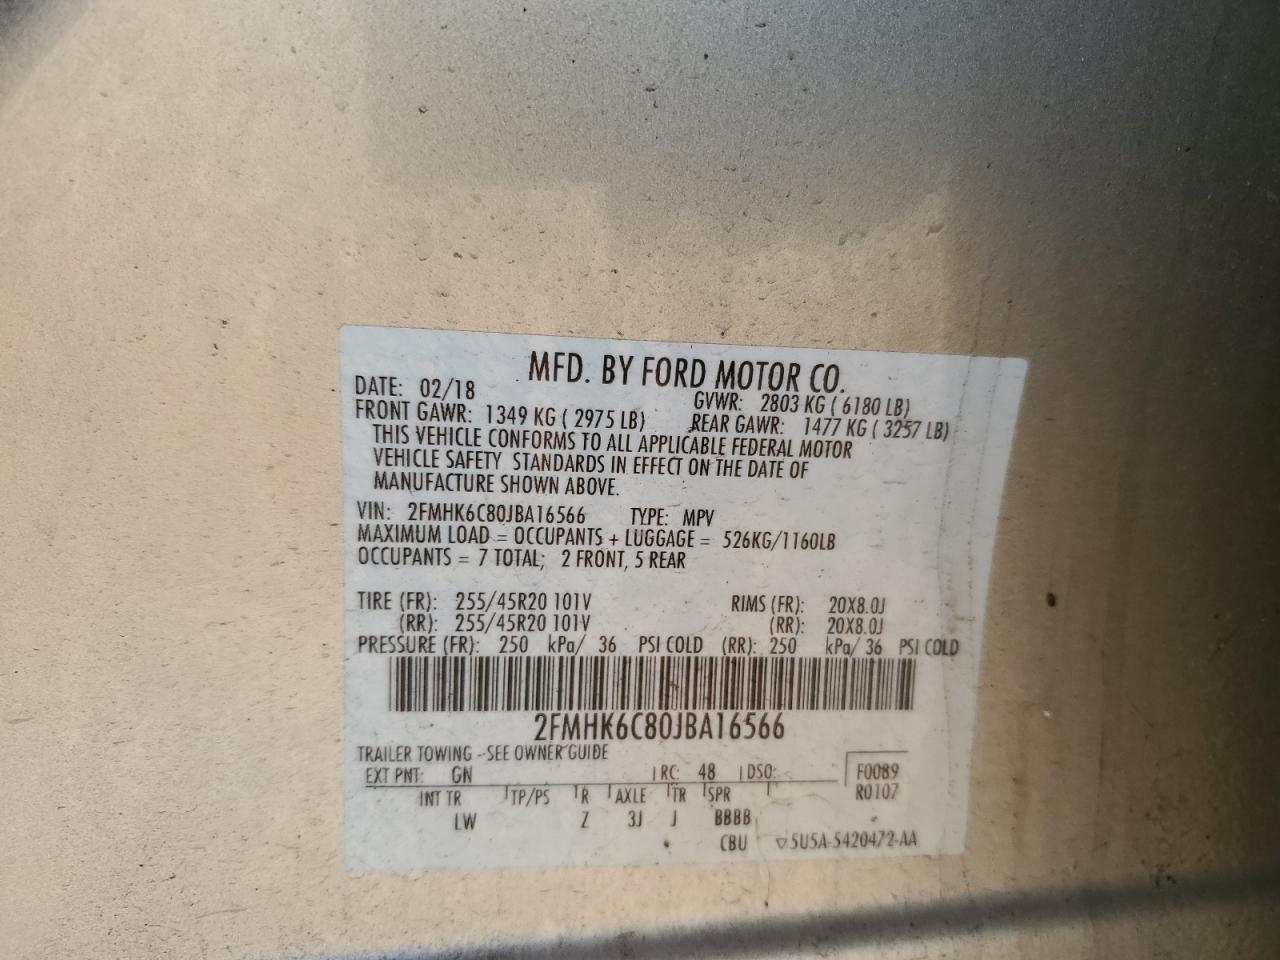 MFD. BY FORD MOTOR CO.
DATE: 02/18 GVWR: 2803 KG ( 6180 LB)
FRONT GAWR: 1349 KG ( 2975 LB) REAR GAWR: 1477 KG ( 3257 LB)
THIS VEHICLE CONFORMS TO ALL APPLICABLE FEDERAL MOTOR
VEHICLE SAFETY STANDARDS IN EFFECT ON THE DATE OF
MANUFACTURE SHOWN ABOVE.
VIN: 2FMHK6C80JBA16566 TYPE: MPV
MAXIMUM LOAD = OCCUPANTS + LUGGAGE = 526KG/1160LB
OCCUPANTS = 7 TOTAL; 2 FRONT, 5 REAR
TIRE (FR): 255/45R20 101V RIMS (FR): 20X8.0J
(RR): 255/45R20 101V (RR): 20X8.0J
PRESSURE (FR): 250 kPa/ 36 PSI COLD (RR): 250 kPa/ 36 PSI COLD
2FMHK6C80JBA16566
TRAILER TOWING - SEE OWNER GUIDE
EXT PNT: GN RC: 48 DSO: F0089
INT TR TP/PS R AXLE TR SPR R0107
LW Z 3J J BBBB
CBU ▽5U5A-5420472-AA